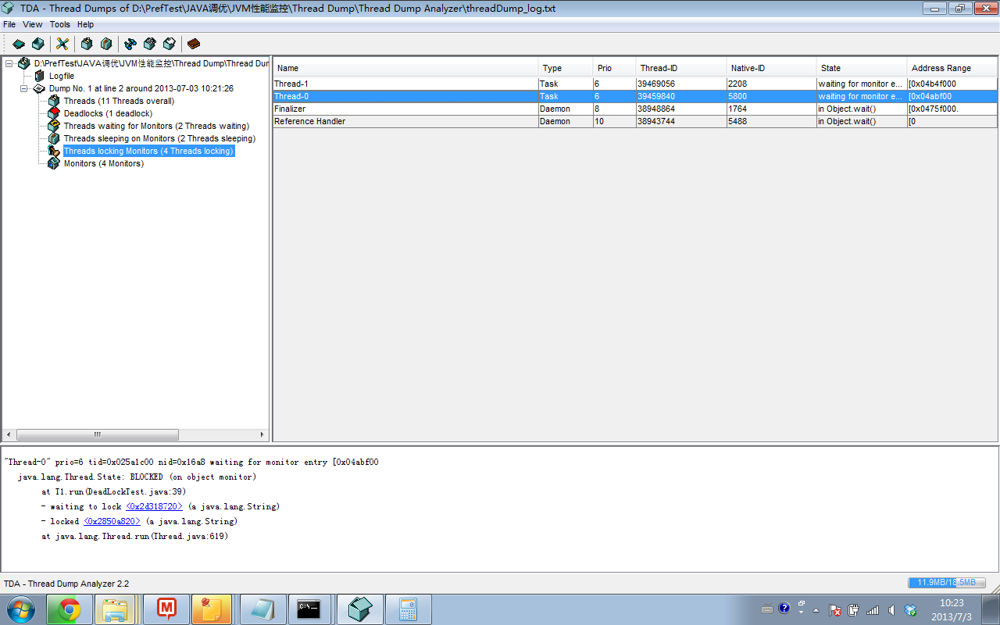 TDA - Thread Dumps of D:\PrefTest\JAVA调优\JVM性能监控\Thread Dump\Thread Dump Analyzer\threadDump_log.txt
File View Tools Help
D:\PrefTest\JAVA调优\JVM性能监控\Thread Dump\Thread Dur
Logfile
Dump No. 1 at line 2 around 2013-07-03 10:21:26
Threads (11 Threads overall)
Deadlocks (1 deadlock)
Threads waiting for Monitors (2 Threads waiting)
Threads sleeping on Monitors (2 Threads sleeping)
Threads locking Monitors (4 Threads locking)
Monitors (4 Monitors)
Name Type Prio Thread-ID Native-ID State Address Range
Thread-1 Task 6 39469056 2208 waiting for monitor e... [0x04b4f000
Thread-0 Task 6 39459840 5800 waiting for monitor e... [0x04abf00
Finalizer Daemon 8 38948864 1764 in Object.wait() [0x0475f000.
Reference Handler Daemon 10 38943744 5488 in Object.wait() [0
"Thread-0" prio=6 tid=0x025a1c00 nid=0x16a8 waiting for monitor entry [0x04abf00
java.lang.Thread.State: BLOCKED (on object monitor)
at T1.run(DeadLockTest.java:39)
- waiting to lock <0x2d318720> (a java.lang.String)
- locked <0x2850a820> (a java.lang.String)
at java.lang.Thread.run(Thread.java:619)
TDA - Thread Dump Analyzer 2.2
11.9MB/18.5MB
C:\
10:23
2013/7/3